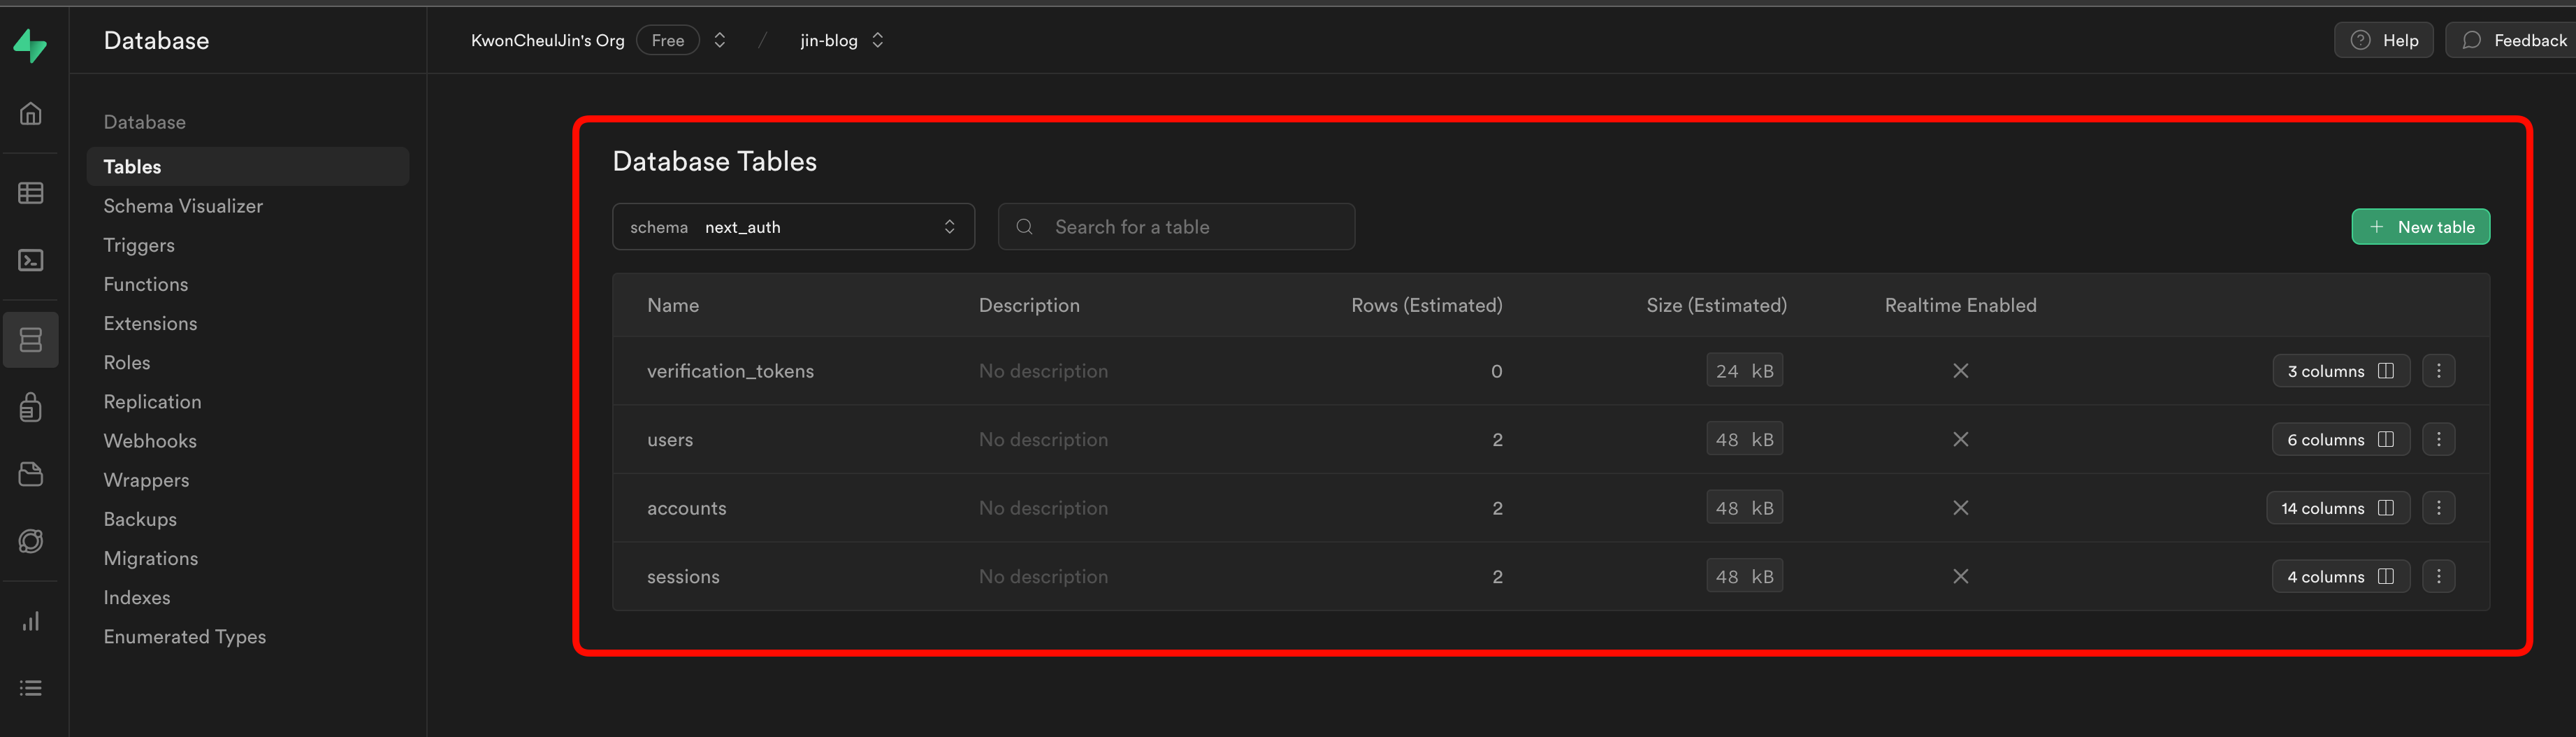 Database
KwonCheulJin's Org Free / jin-blog
Help
Feedback
Database
Tables
Schema Visualizer
Triggers
Functions
Extensions
Roles
Replication
Webhooks
Wrappers
Backups
Migrations
Indexes
Enumerated Types
Database Tables
schema next_auth
Search for a table
New table
Name Description Rows (Estimated) Size (Estimated) Realtime Enabled
verification_tokens No description 0 24 kB 3 columns
users No description 2 48 kB 6 columns
accounts No description 2 48 kB 14 columns
sessions No description 2 48 kB 4 columns